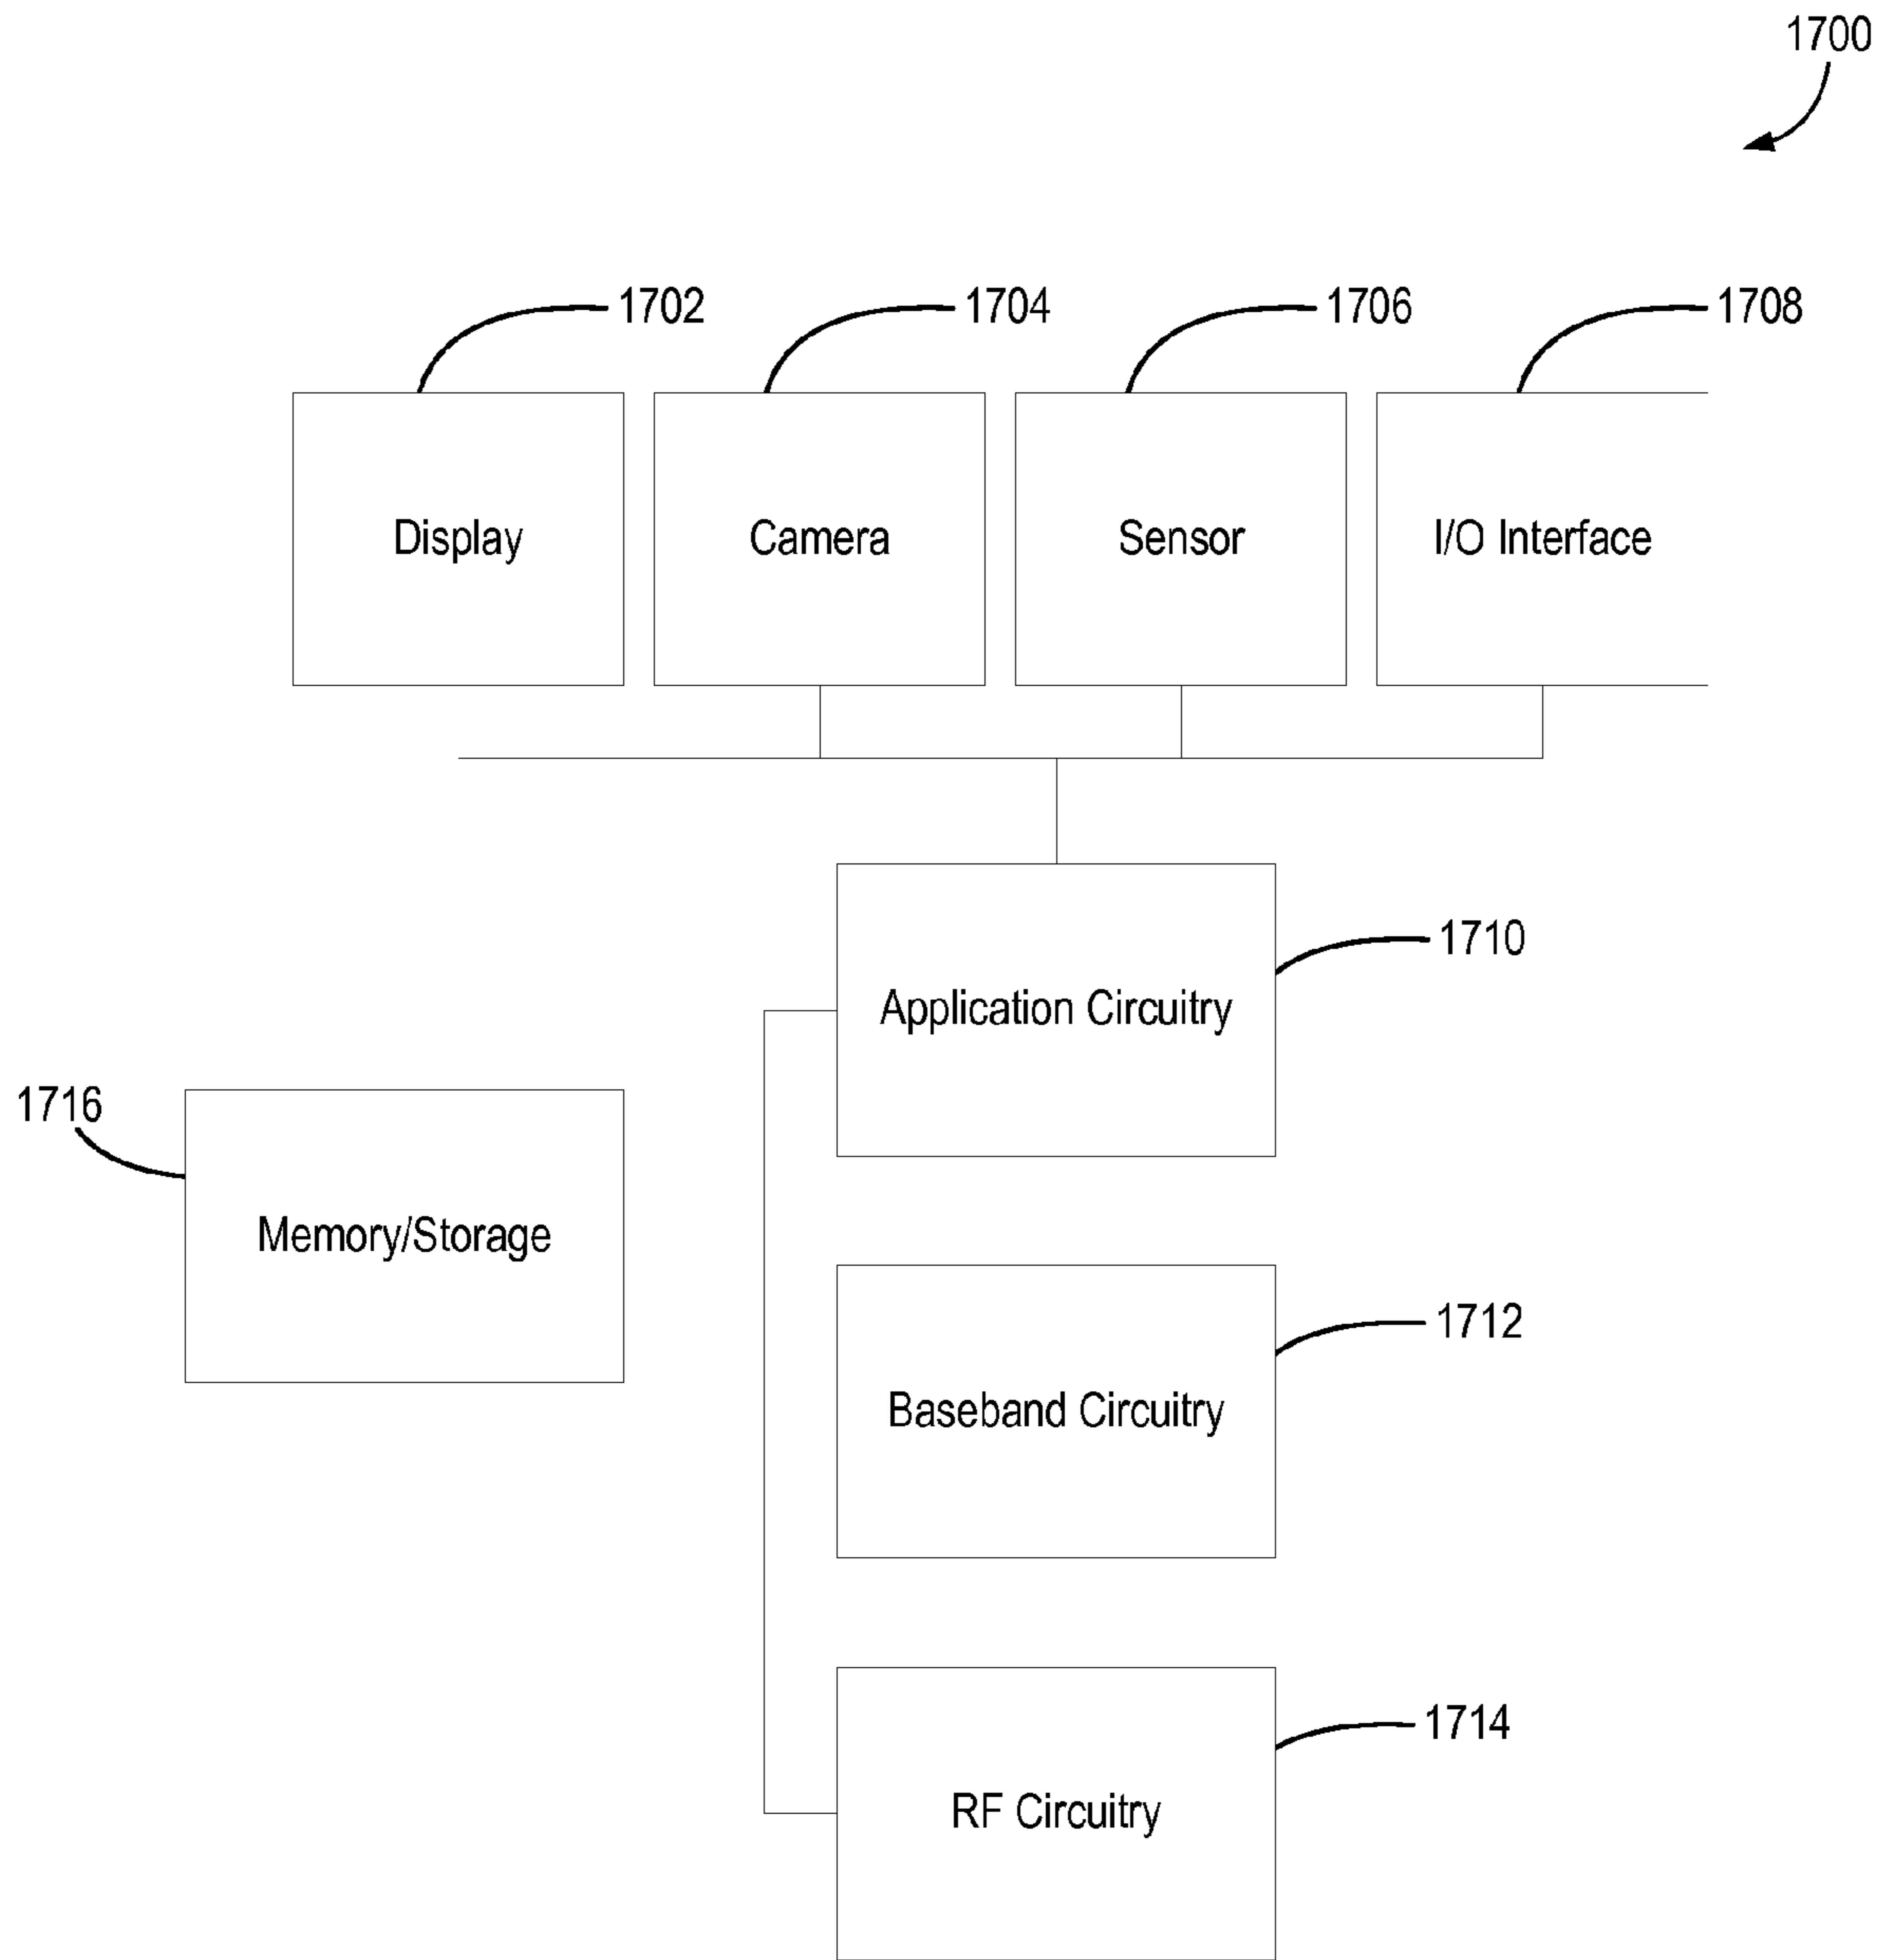 1700
1702
1704
1706
1708
Display
Camera
Sensor
I/O Interface
1710
Application Circuitry
1716
Memory/Storage
1712
Baseband Circuitry
1714
RF Circuitry